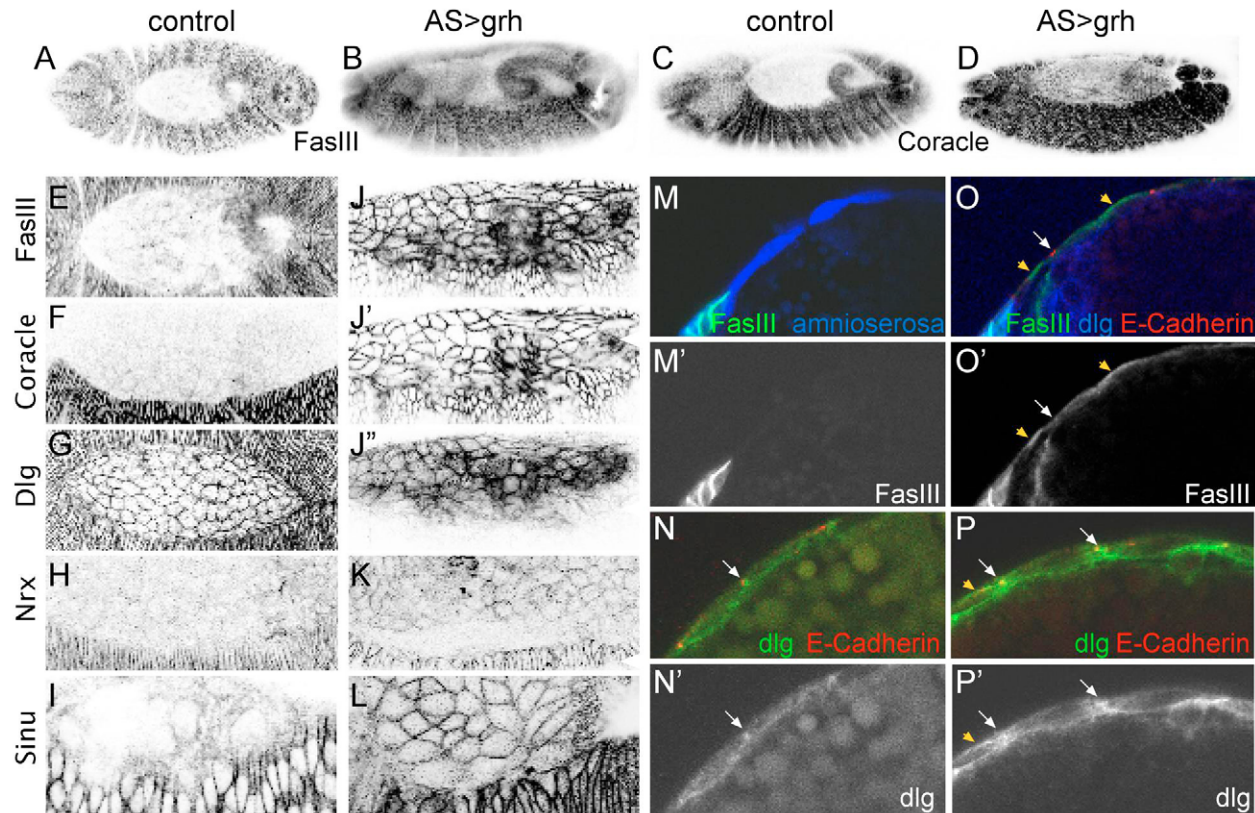 control AS>grh control AS>grh
A B C D
FasIII Coracle
FasIII E J M O
FasIII amnioserosa FasIII dlg E-Cadherin
Coracle F J' M' O'
FasIII FasIII
Dlg G J" N P
dlg E-Cadherin dlg E-Cadherin
Nrx H K
Sinu I L N' P'
dlg dlg